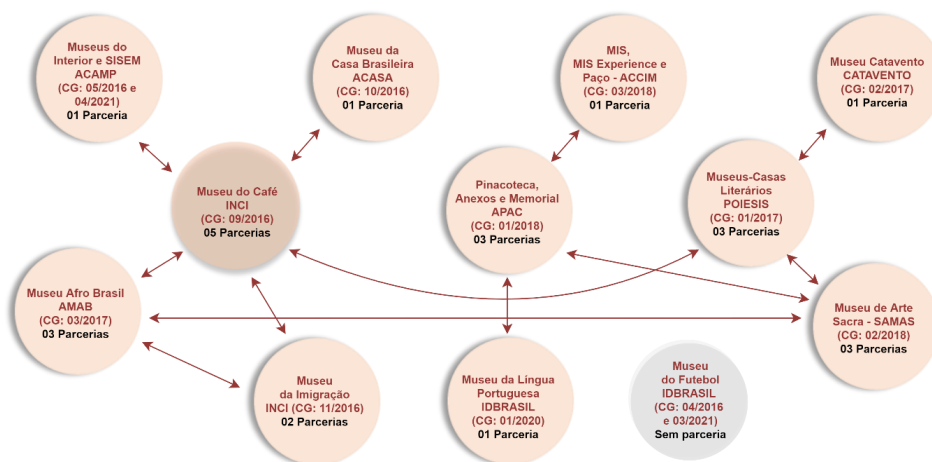 Museus do
Interior e SISEM
ACAMP
(CG: 05/2016 e
04/2021)
01 Parceria
Museu da
Casa Brasileira
ACASA
(CG: 10/2016)
01 Parceria
MIS,
MIS Experience e
Paço - ACCIM
(CG: 03/2018)
01 Parceria
Museu Catavento
CATAVENTO
(CG: 02/2017)
01 Parceria
Museu do Café
INCI
(CG: 09/2016)
05 Parcerias
Pinacoteca,
Anexos e Memorial
APAC
(CG: 01/2018)
03 Parcerias
Museus-Casas
Literários
POIESIS
(CG: 01/2017)
03 Parcerias
Museu Afro Brasil
AMAB
(CG: 03/2017)
03 Parcerias
Museu de Arte
Sacra - SAMAS
(CG: 02/2018)
03 Parcerias
Museu
da Imigração
INCI (CG: 11/2016)
02 Parcerias
Museu da Língua
Portuguesa
IDBRASIL
(CG: 01/2020)
01 Parceria
Museu
do Futebol
IDBRASIL
(CG: 04/2016
e 03/2021)
Sem parceria